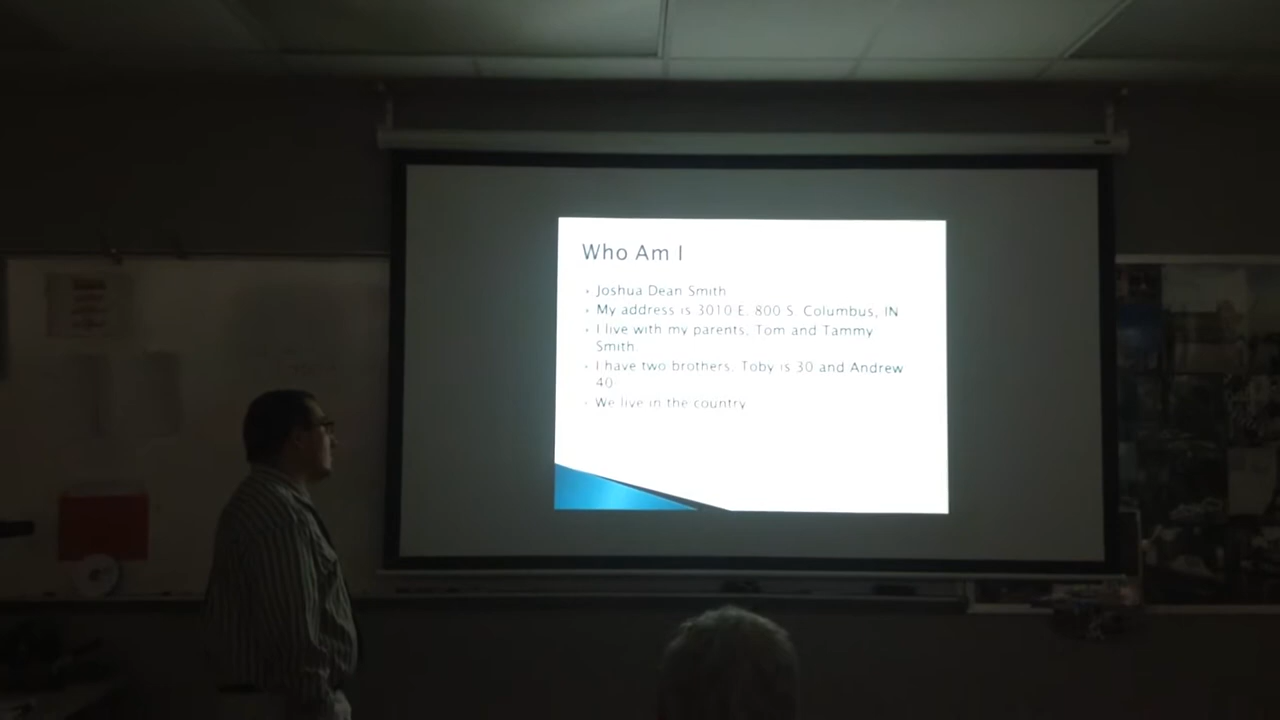 Who Am I
Joshua Dean Smith
My address is 3010 E. 800 S. Columbus, IN
I live with my parents, Tom and Tammy
Smith.
I have two brothers. Toby is 30 and Andrew
40
We live in the country